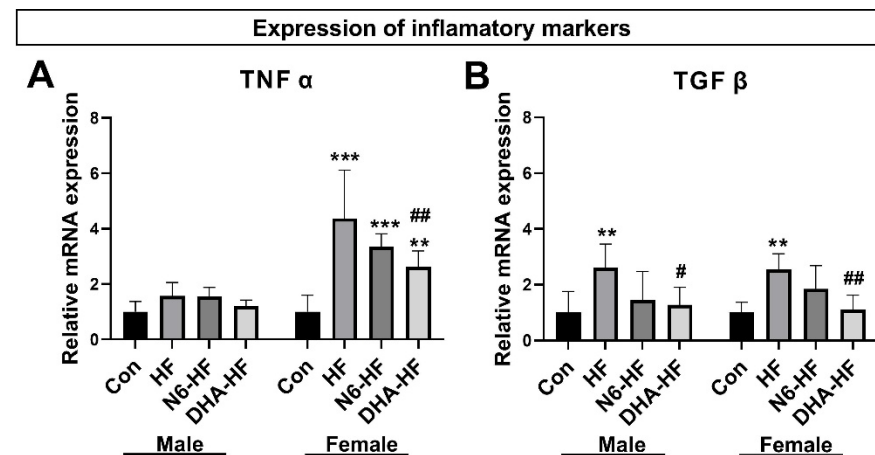 Expression of inflamatory markers
A
TNF α
Relative mRNA expression
8
6
4
2
0
***
***
##
**
Con
HF
N6-HF
DHA-HF
Con
HF
N6-HF
DHA-HF
Male
Female
B
TGF β
Relative mRNA expression
8
6
4
2
0
**
#
**
##
Con
HF
N6-HF
DHA-HF
Con
HF
N6-HF
DHA-HF
Male
Female